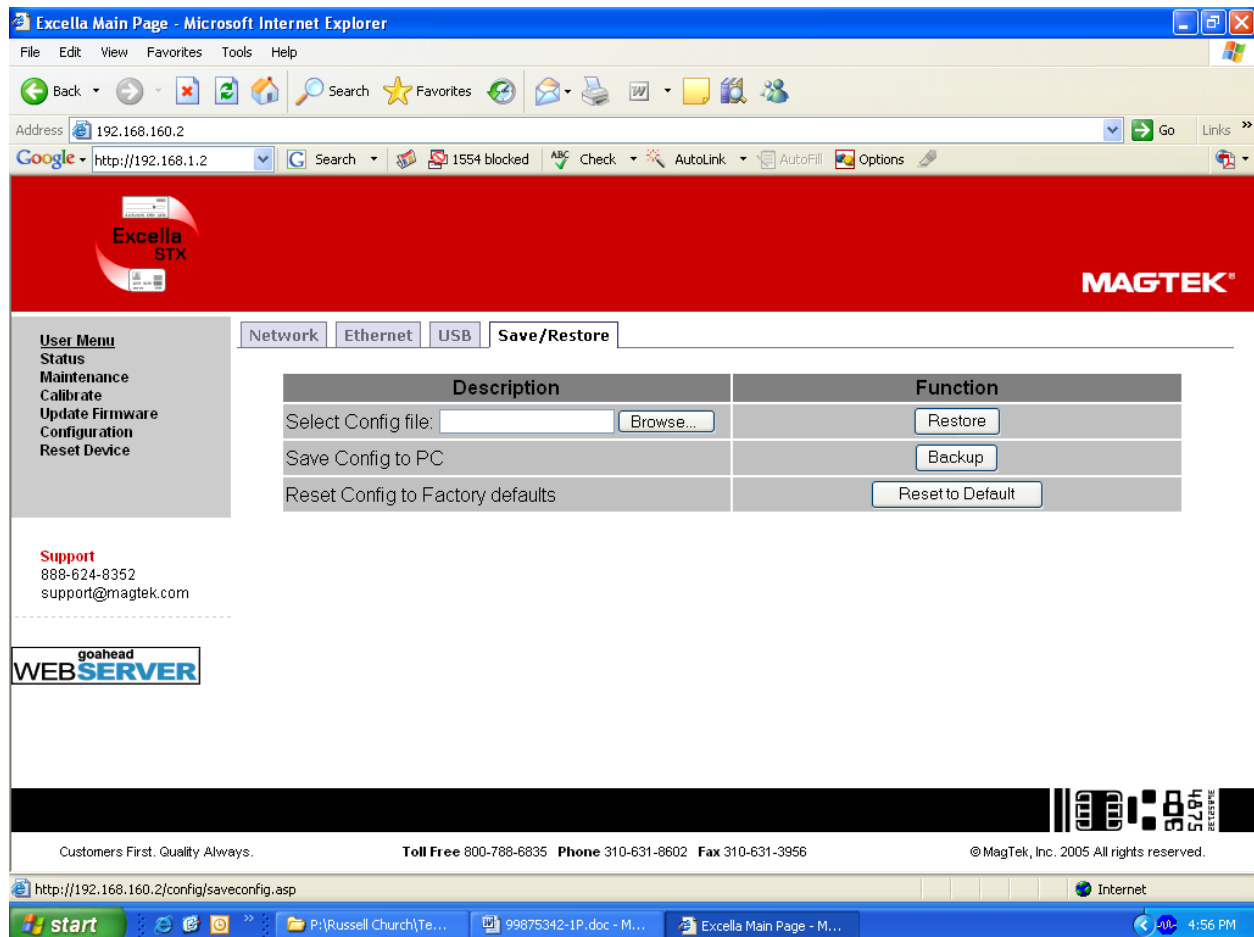 Excella Main Page - Microsoft Internet Explorer
File Edit View Favorites Tools Help
Back Search Favorites
Address 192.168.160.2 Go Links »
Google http://192.168.1.2 G Search 1554 blocked ABC Check AutoLink AutoFill Options
Excella
STX
MAGTEK®
User Menu
Status
Maintenance
Calibrate
Update Firmware
Configuration
Reset Device
Network Ethernet USB Save/Restore
Description Function
Select Config file: Browse... Restore
Save Config to PC Backup
Reset Config to Factory defaults Reset to Default
Support
888-624-8352
support@magtek.com
goahead
WEBSERVER
Customers First. Quality Always. Toll Free 800-788-6835 Phone 310-631-8602 Fax 310-631-3956 © MagTek, Inc. 2005 All rights reserved.
http://192.168.160.2/config/saveconfig.asp Internet
start » P:\Russell Church\Te... 99875342-1P.doc - M... Excella Main Page - M... 4:56 PM